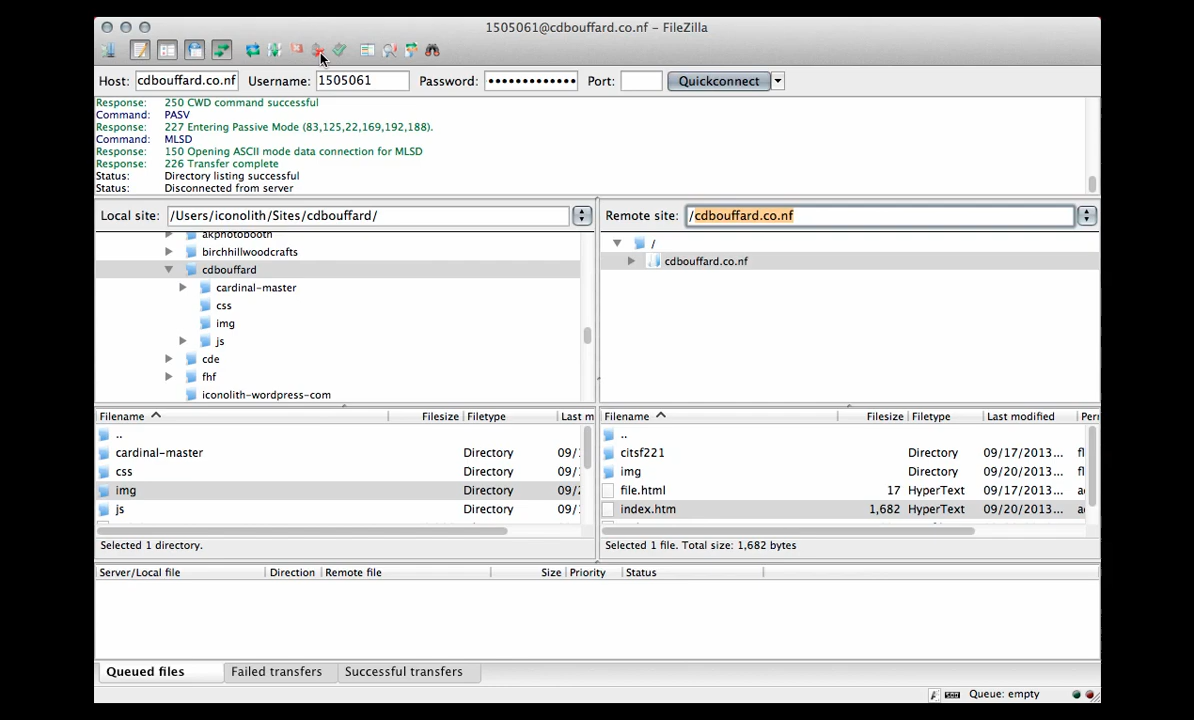 1505061@cdbouffard.co.nf - FileZilla
Host: cdbouffard.co.nf Username: 1505061 Password: •••••••••••••• Port: Quickconnect
Response: 250 CWD command successful
Command: PASV
Response: 227 Entering Passive Mode (83,125,22,169,192,188).
Command: MLSD
Response: 150 Opening ASCII mode data connection for MLSD
Response: 226 Transfer complete
Status: Directory listing successful
Status: Disconnected from server
Local site: /Users/iconolith/Sites/cdbouffard/
akphotobooth
birchhillwoodcrafts
cdbouffard
cardinal-master
css
img
js
cde
fhf
iconolith-wordpress-com
Remote site: /cdbouffard.co.nf
/
cdbouffard.co.nf
Filename Filesize Filetype Last m
..
cardinal-master Directory 09/
css Directory 09/
img Directory 09/
js Directory 09/
Selected 1 directory.
Filename Filesize Filetype Last modified Per
..
citsf221 Directory 09/17/2013... fl
img Directory 09/20/2013... fl
file.html 17 HyperText 09/17/2013... a
index.htm 1,682 HyperText 09/20/2013... a
Selected 1 file. Total size: 1,682 bytes
Server/Local file Direction Remote file Size Priority Status
Queued files Failed transfers Successful transfers
Queue: empty